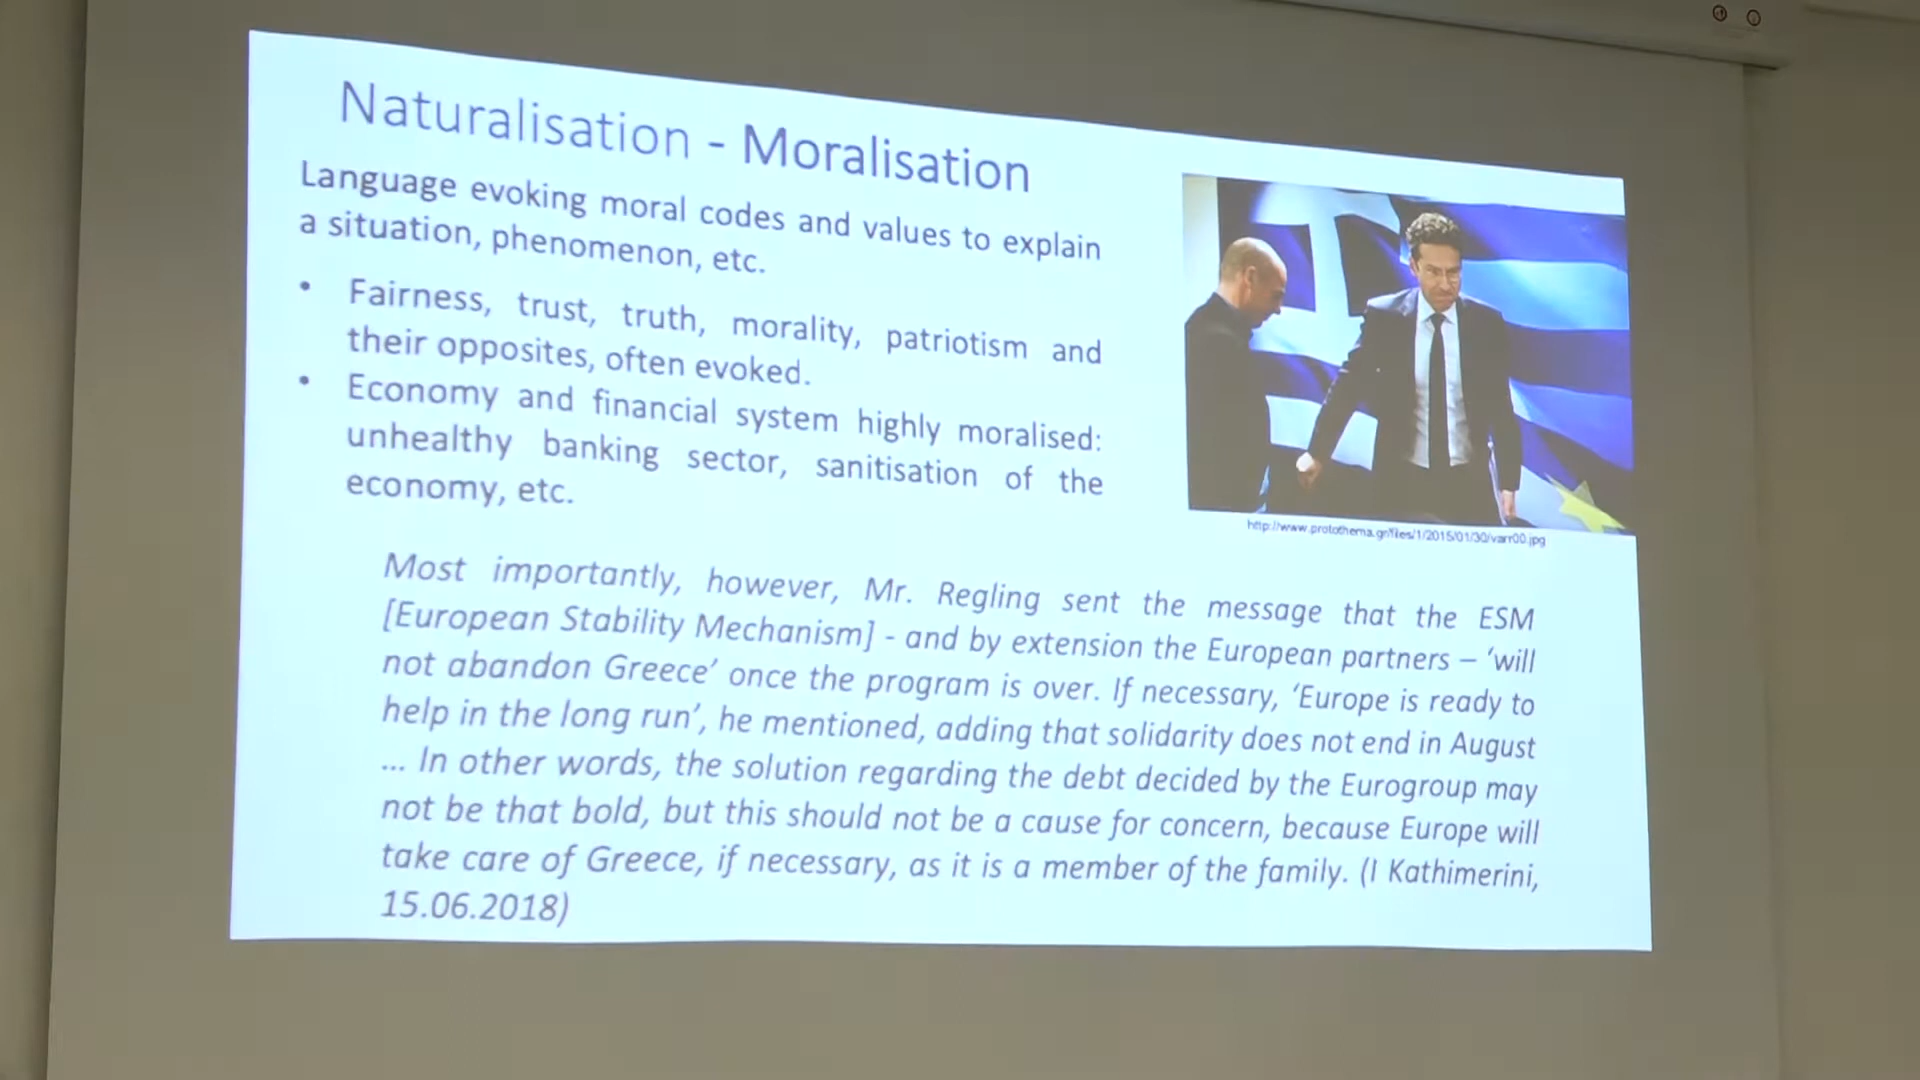 Naturalisation - Moralisation
Language evoking moral codes and values to explain
a situation, phenomenon, etc.
• Fairness, trust, truth, morality, patriotism and
their opposites, often evoked.
• Economy and financial system highly moralised:
unhealthy banking sector, sanitisation of the
economy, etc.
http://www.protothema.gr/files/1/2015/01/30/varr00.jpg
Most importantly, however, Mr. Regling sent the message that the ESM
[European Stability Mechanism] - and by extension the European partners – ‘will
not abandon Greece’ once the program is over. If necessary, ‘Europe is ready to
help in the long run’, he mentioned, adding that solidarity does not end in August
... In other words, the solution regarding the debt decided by the Eurogroup may
not be that bold, but this should not be a cause for concern, because Europe will
take care of Greece, if necessary, as it is a member of the family. (I Kathimerini,
15.06.2018)